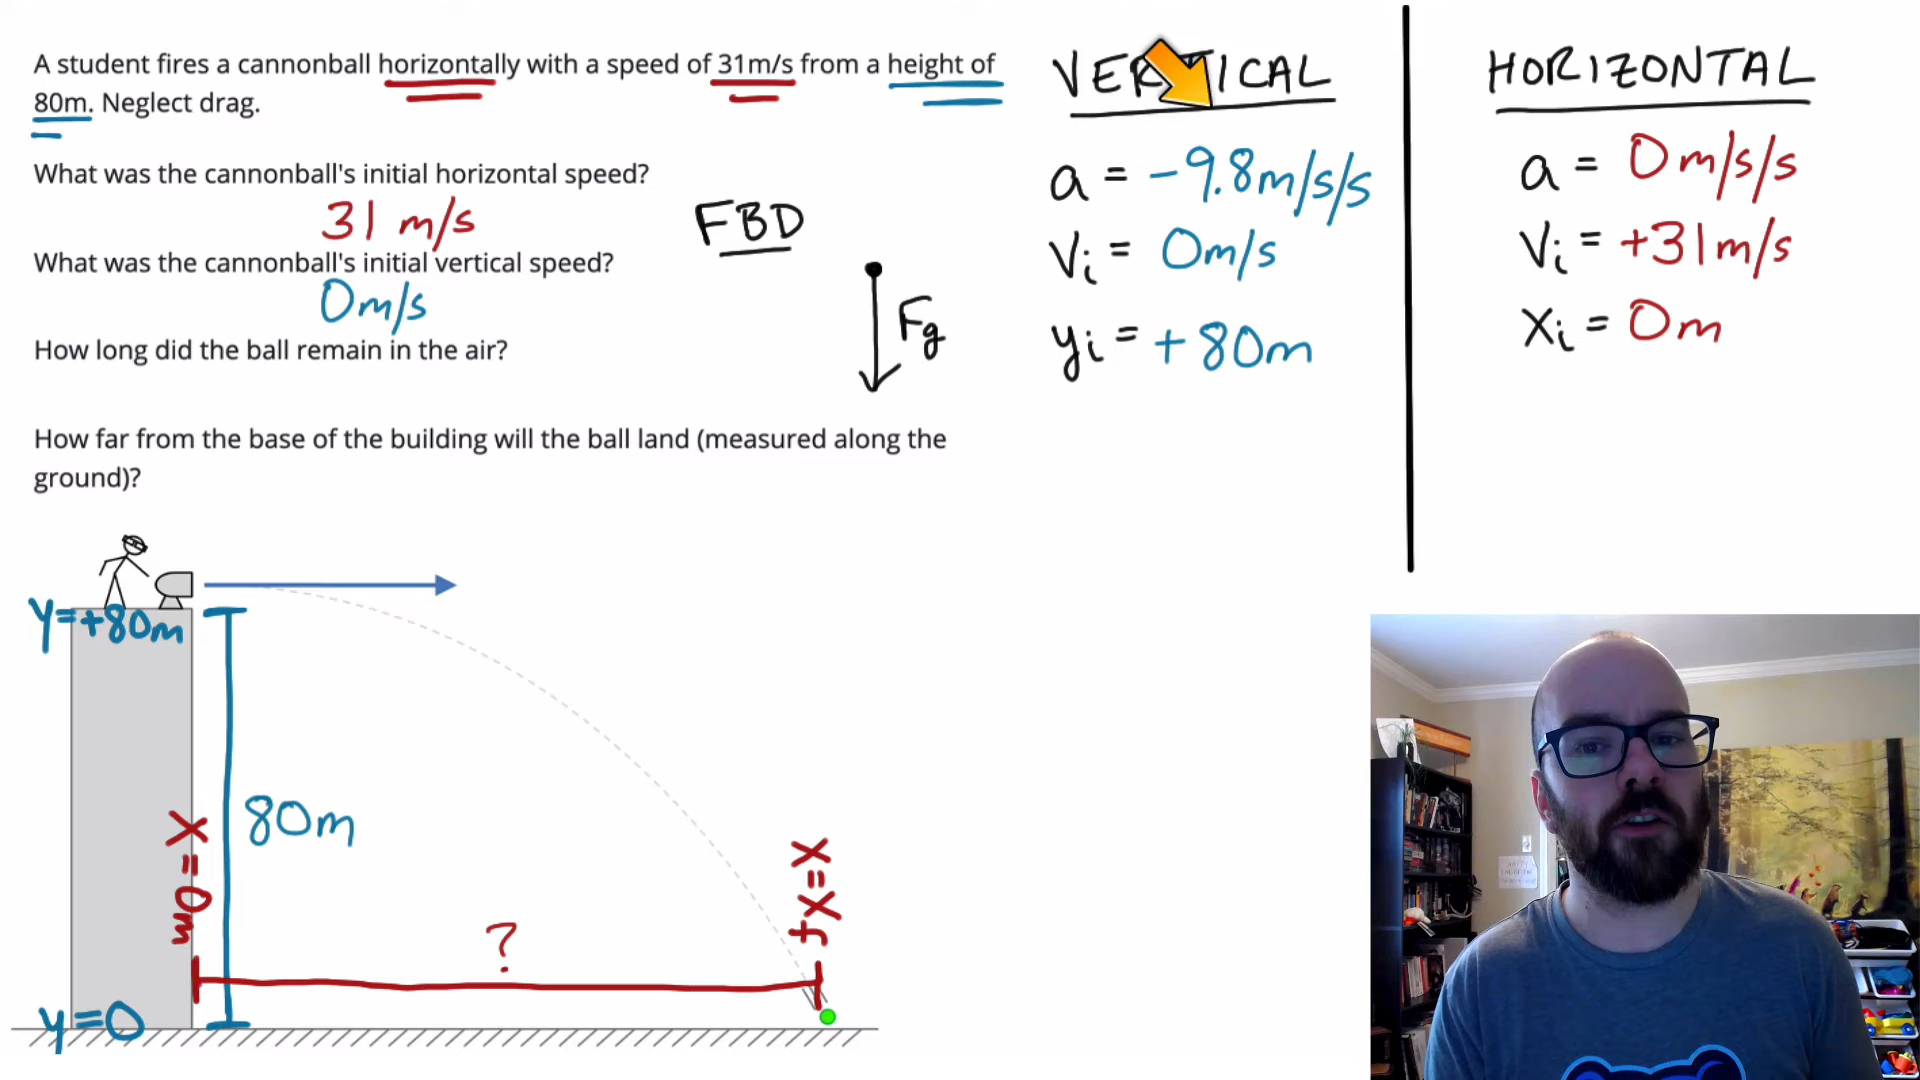 A student fires a cannonball horizontally with a speed of 31m/s from a height of
80m. Neglect drag.
What was the cannonball's initial horizontal speed?
31 m/s
What was the cannonball's initial vertical speed?
0m/s
How long did the ball remain in the air?
How far from the base of the building will the ball land (measured along the
ground)?
FBD
Fg
VERTICAL
a = -9.8m/s/s
Vi = 0m/s
yi = +80m
HORIZONTAL
a = 0m/s/s
Vi = +31m/s
xi = 0m
y=+80m
80m
x=0m
?
x=xf
y=0